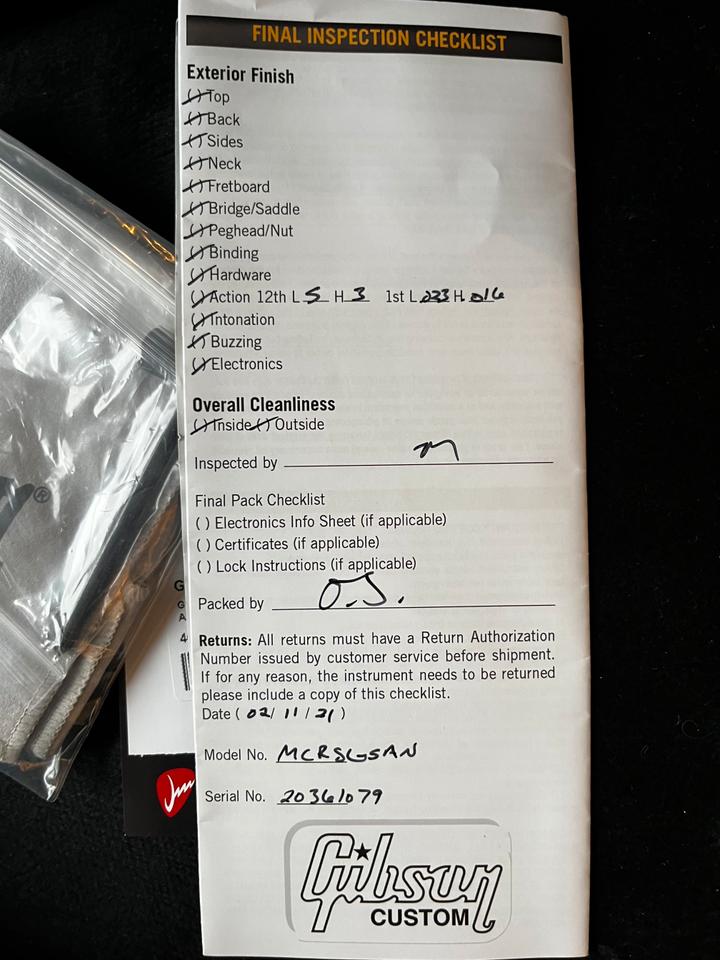 FINAL INSPECTION CHECKLIST
Exterior Finish
( ) Top
( ) Back
( ) Sides
( ) Neck
( ) Fretboard
( ) Bridge/Saddle
( ) Peghead/Nut
( ) Binding
( ) Hardware
( ) Action 12th L 5 H 3 1st L .023 H .016
( ) Intonation
( ) Buzzing
( ) Electronics
Overall Cleanliness
( ) Inside ( ) Outside
Inspected by
Final Pack Checklist
( ) Electronics Info Sheet (if applicable)
( ) Certificates (if applicable)
( ) Lock Instructions (if applicable)
Packed by O.J.
Returns: All returns must have a Return Authorization
Number issued by customer service before shipment.
If for any reason, the instrument needs to be returned
please include a copy of this checklist.
Date ( 02/ 11 / 21 )
Model No. MCRSGSAN
Serial No. 20361079
Gibson
CUSTOM
®